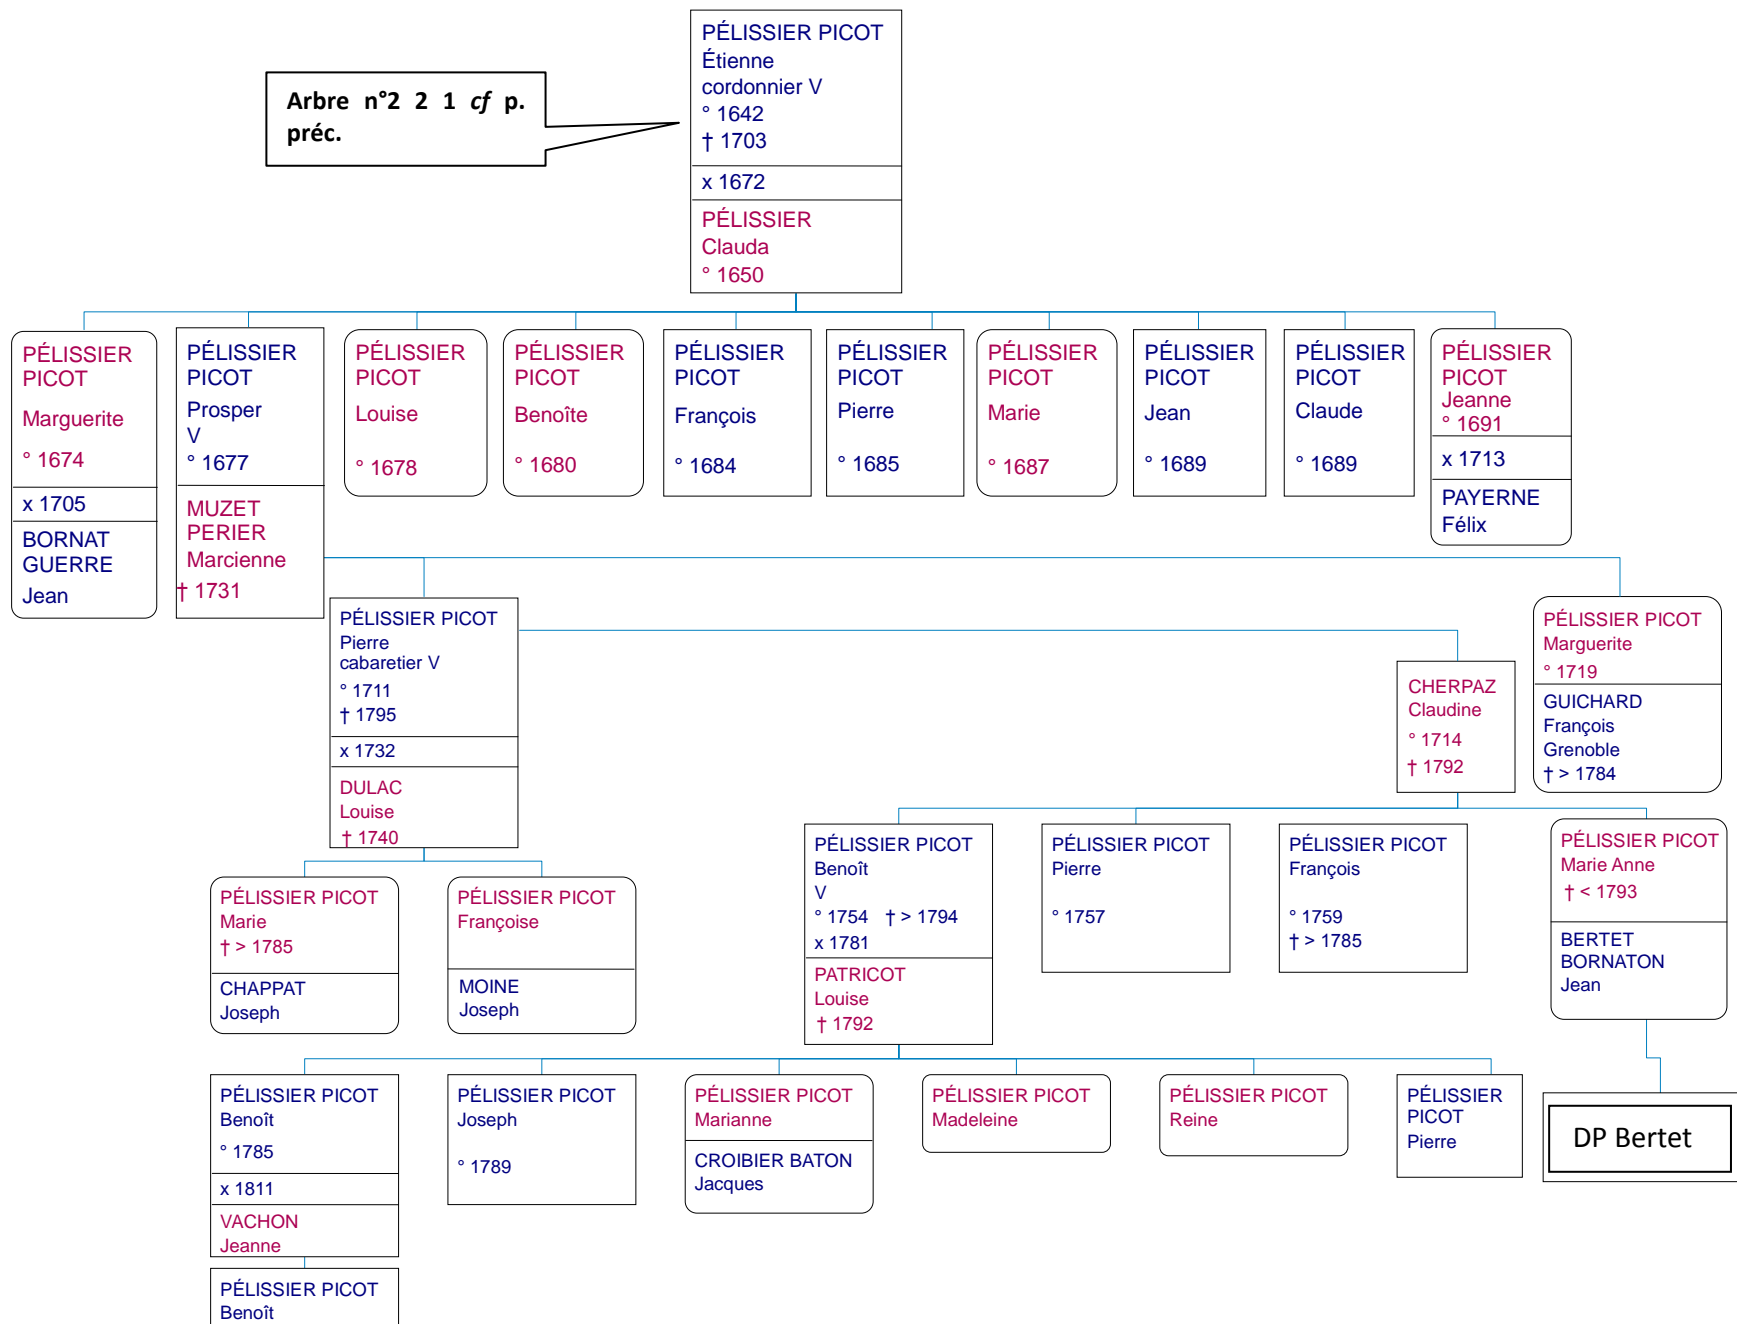 PÉLISSIER PICOT
Étienne
cordonnier V
° 1642
† 1703
x 1672
PÉLISSIER
Clauda
° 1650
Arbre n°2 2 1 cf p.
préc.
PÉLISSIER
PICOT
Marguerite
° 1674
x 1705
BORNAT
GUERRE
Jean
PÉLISSIER
PICOT
Prosper
V
° 1677
MUZET
PERIER
Marcienne
† 1731
PÉLISSIER
PICOT
Louise
° 1678
PÉLISSIER
PICOT
Benoîte
° 1680
PÉLISSIER
PICOT
François
° 1684
PÉLISSIER
PICOT
Pierre
° 1685
PÉLISSIER
PICOT
Marie
° 1687
PÉLISSIER
PICOT
Jean
° 1689
PÉLISSIER
PICOT
Claude
° 1689
PÉLISSIER
PICOT
Jeanne
° 1691
x 1713
PAYERNE
Félix
PÉLISSIER PICOT
Pierre
cabaretier V
° 1711
† 1795
x 1732
DULAC
Louise
† 1740
CHERPAZ
Claudine
° 1714
† 1792
PÉLISSIER PICOT
Marguerite
° 1719
GUICHARD
François
Grenoble
† > 1784
PÉLISSIER PICOT
Marie
† > 1785
CHAPPAT
Joseph
PÉLISSIER PICOT
Françoise
MOINE
Joseph
PÉLISSIER PICOT
Benoît
V
° 1754 † > 1794
x 1781
PATRICOT
Louise
† 1792
PÉLISSIER PICOT
Pierre
° 1757
PÉLISSIER PICOT
François
° 1759
† > 1785
PÉLISSIER PICOT
Marie Anne
† < 1793
BERTET
BORNATON
Jean
PÉLISSIER PICOT
Benoît
° 1785
x 1811
VACHON
Jeanne
PÉLISSIER PICOT
Joseph
° 1789
PÉLISSIER PICOT
Marianne
CROIBIER BATON
Jacques
PÉLISSIER PICOT
Madeleine
PÉLISSIER PICOT
Reine
PÉLISSIER
PICOT
Pierre
DP Bertet
PÉLISSIER PICOT
Benoît